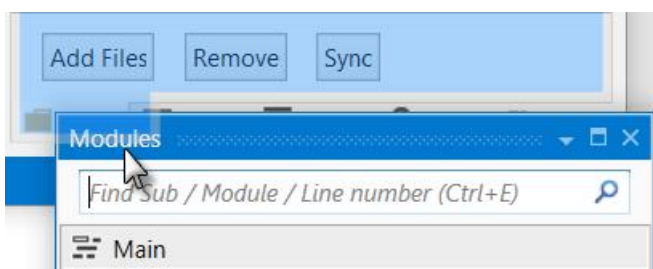 Add Files Remove Sync
Modules
Find Sub / Module / Line number (Ctrl+E)
Main